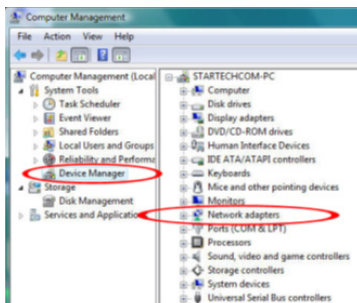 Computer Management
File Action View Help
Computer Management (Local
System Tools
Task Scheduler
Event Viewer
Shared Folders
Local Users and Groups
Reliability and Performa
Device Manager
Storage
Disk Management
Services and Application
STARTECHCOM-PC
Computer
Disk drives
Display adapters
DVD/CD-ROM drives
Human Interface Devices
IDE ATA/ATAPI controllers
Keyboards
Mice and other pointing devices
Monitors
Network adapters
Ports (COM & LPT)
Processors
Sound, video and game controllers
Storage controllers
System devices
Universal Serial Bus controllers